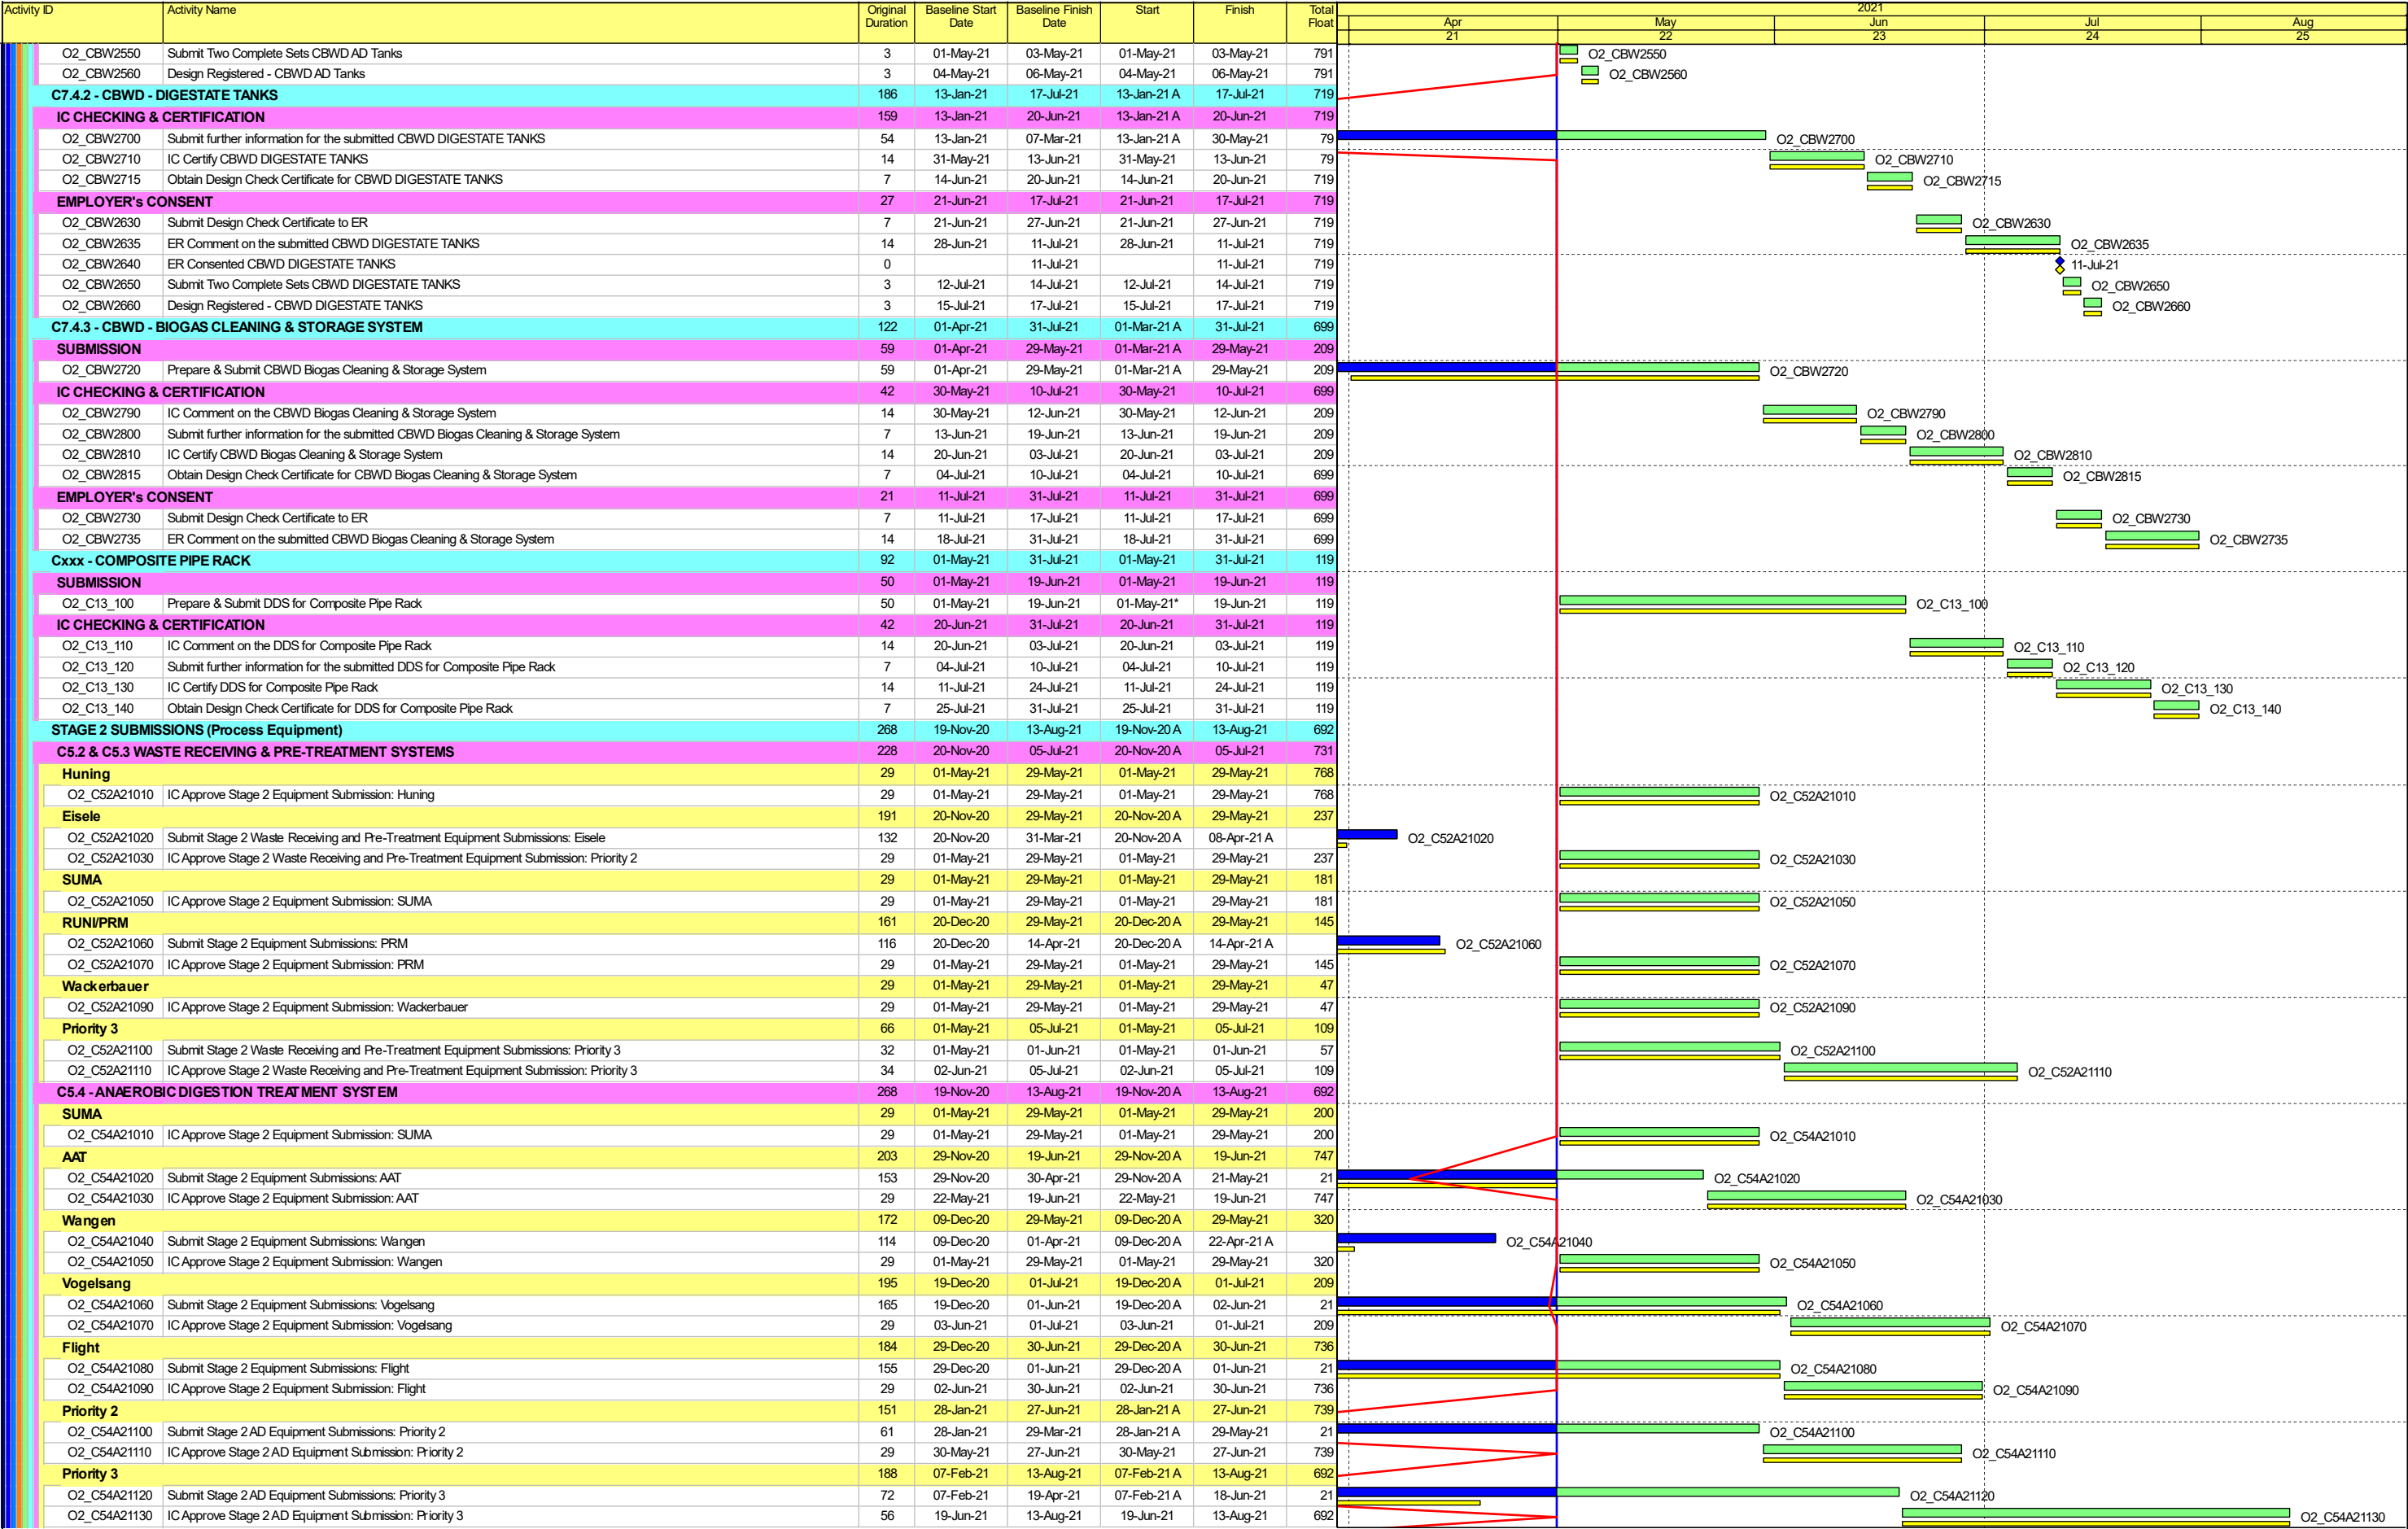 Activity ID Activity Name Original Duration Baseline Start Date Baseline Finish Date Start Finish Total Float 2021
Apr May Jun Jul Aug
21 22 23 24 25
O2_CBW2550 Submit Two Complete Sets CBWD AD Tanks 3 01-May-21 03-May-21 01-May-21 03-May-21 791 O2_CBW2550
O2_CBW2560 Design Registered - CBWD AD Tanks 3 04-May-21 06-May-21 04-May-21 06-May-21 791 O2_CBW2560
C7.4.2 - CBWD - DIGESTATE TANKS 186 13-Jan-21 17-Jul-21 13-Jan-21 A 17-Jul-21 719
IC CHECKING & CERTIFICATION 159 13-Jan-21 20-Jun-21 13-Jan-21 A 20-Jun-21 719
O2_CBW2700 Submit further information for the submitted CBWD DIGESTATE TANKS 54 13-Jan-21 07-Mar-21 13-Jan-21 A 30-May-21 79 O2_CBW2700
O2_CBW2710 IC Certify CBWD DIGESTATE TANKS 14 31-May-21 13-Jun-21 31-May-21 13-Jun-21 79 O2_CBW2710
O2_CBW2715 Obtain Design Check Certificate for CBWD DIGESTATE TANKS 7 14-Jun-21 20-Jun-21 14-Jun-21 20-Jun-21 719 O2_CBW2715
EMPLOYER's CONSENT 27 21-Jun-21 17-Jul-21 21-Jun-21 17-Jul-21 719
O2_CBW2630 Submit Design Check Certificate to ER 7 21-Jun-21 27-Jun-21 21-Jun-21 27-Jun-21 719 O2_CBW2630
O2_CBW2635 ER Comment on the submitted CBWD DIGESTATE TANKS 14 28-Jun-21 11-Jul-21 28-Jun-21 11-Jul-21 719 O2_CBW2635
O2_CBW2640 ER Consented CBWD DIGESTATE TANKS 0 11-Jul-21 11-Jul-21 719 11-Jul-21
O2_CBW2650 Submit Two Complete Sets CBWD DIGESTATE TANKS 3 12-Jul-21 14-Jul-21 12-Jul-21 14-Jul-21 719 O2_CBW2650
O2_CBW2660 Design Registered - CBWD DIGESTATE TANKS 3 15-Jul-21 17-Jul-21 15-Jul-21 17-Jul-21 719 O2_CBW2660
C7.4.3 - CBWD - BIOGAS CLEANING & STORAGE SYSTEM 122 01-Apr-21 31-Jul-21 01-Mar-21 A 31-Jul-21 699
SUBMISSION 59 01-Apr-21 29-May-21 01-Mar-21 A 29-May-21 209
O2_CBW2720 Prepare & Submit CBWD Biogas Cleaning & Storage System 59 01-Apr-21 29-May-21 01-Mar-21 A 29-May-21 209 O2_CBW2720
IC CHECKING & CERTIFICATION 42 30-May-21 10-Jul-21 30-May-21 10-Jul-21 699
O2_CBW2790 IC Comment on the CBWD Biogas Cleaning & Storage System 14 30-May-21 12-Jun-21 30-May-21 12-Jun-21 209 O2_CBW2790
O2_CBW2800 Submit further information for the submitted CBWD Biogas Cleaning & Storage System 7 13-Jun-21 19-Jun-21 13-Jun-21 19-Jun-21 209 O2_CBW2800
O2_CBW2810 IC Certify CBWD Biogas Cleaning & Storage System 14 20-Jun-21 03-Jul-21 20-Jun-21 03-Jul-21 209 O2_CBW2810
O2_CBW2815 Obtain Design Check Certificate for CBWD Biogas Cleaning & Storage System 7 04-Jul-21 10-Jul-21 04-Jul-21 10-Jul-21 699 O2_CBW2815
EMPLOYER's CONSENT 21 11-Jul-21 31-Jul-21 11-Jul-21 31-Jul-21 699
O2_CBW2730 Submit Design Check Certificate to ER 7 11-Jul-21 17-Jul-21 11-Jul-21 17-Jul-21 699 O2_CBW2730
O2_CBW2735 ER Comment on the submitted CBWD Biogas Cleaning & Storage System 14 18-Jul-21 31-Jul-21 18-Jul-21 31-Jul-21 699 O2_CBW2735
Cxxx - COMPOSITE PIPE RACK 92 01-May-21 31-Jul-21 01-May-21 31-Jul-21 119
SUBMISSION 50 01-May-21 19-Jun-21 01-May-21 19-Jun-21 119
O2_C13_100 Prepare & Submit DDS for Composite Pipe Rack 50 01-May-21 19-Jun-21 01-May-21* 19-Jun-21 119 O2_C13_100
IC CHECKING & CERTIFICATION 42 20-Jun-21 31-Jul-21 20-Jun-21 31-Jul-21 119
O2_C13_110 IC Comment on the DDS for Composite Pipe Rack 14 20-Jun-21 03-Jul-21 20-Jun-21 03-Jul-21 119 O2_C13_110
O2_C13_120 Submit further information for the submitted DDS for Composite Pipe Rack 7 04-Jul-21 10-Jul-21 04-Jul-21 10-Jul-21 119 O2_C13_120
O2_C13_130 IC Certify DDS for Composite Pipe Rack 14 11-Jul-21 24-Jul-21 11-Jul-21 24-Jul-21 119 O2_C13_130
O2_C13_140 Obtain Design Check Certificate for DDS for Composite Pipe Rack 7 25-Jul-21 31-Jul-21 25-Jul-21 31-Jul-21 119 O2_C13_140
STAGE 2 SUBMISSIONS (Process Equipment) 268 19-Nov-20 13-Aug-21 19-Nov-20 A 13-Aug-21 692
C5.2 & C5.3 WASTE RECEIVING & PRE-TREATMENT SYSTEMS 228 20-Nov-20 05-Jul-21 20-Nov-20 A 05-Jul-21 731
Huning 29 01-May-21 29-May-21 01-May-21 29-May-21 768
O2_C52A21010 IC Approve Stage 2 Equipment Submission: Huning 29 01-May-21 29-May-21 01-May-21 29-May-21 768 O2_C52A21010
Eisele 191 20-Nov-20 29-May-21 20-Nov-20 A 29-May-21 237
O2_C52A21020 Submit Stage 2 Waste Receiving and Pre-Treatment Equipment Submissions: Eisele 132 20-Nov-20 31-Mar-21 20-Nov-20 A 08-Apr-21 A O2_C52A21020
O2_C52A21030 IC Approve Stage 2 Waste Receiving and Pre-Treatment Equipment Submission: Priority 2 29 01-May-21 29-May-21 01-May-21 29-May-21 237 O2_C52A21030
SUMA 29 01-May-21 29-May-21 01-May-21 29-May-21 181
O2_C52A21050 IC Approve Stage 2 Equipment Submission: SUMA 29 01-May-21 29-May-21 01-May-21 29-May-21 181 O2_C52A21050
RUNI/PRM 161 20-Dec-20 29-May-21 20-Dec-20 A 29-May-21 145
O2_C52A21060 Submit Stage 2 Equipment Submissions: PRM 116 20-Dec-20 14-Apr-21 20-Dec-20 A 14-Apr-21 A O2_C52A21060
O2_C52A21070 IC Approve Stage 2 Equipment Submission: PRM 29 01-May-21 29-May-21 01-May-21 29-May-21 145 O2_C52A21070
Wackerbauer 29 01-May-21 29-May-21 01-May-21 29-May-21 47
O2_C52A21090 IC Approve Stage 2 Equipment Submission: Wackerbauer 29 01-May-21 29-May-21 01-May-21 29-May-21 47 O2_C52A21090
Priority 3 66 01-May-21 05-Jul-21 01-May-21 05-Jul-21 109
O2_C52A21100 Submit Stage 2 Waste Receiving and Pre-Treatment Equipment Submissions: Priority 3 32 01-May-21 01-Jun-21 01-May-21 01-Jun-21 57 O2_C52A21100
O2_C52A21110 IC Approve Stage 2 Waste Receiving and Pre-Treatment Equipment Submissions: Priority 3 34 02-Jun-21 05-Jul-21 02-Jun-21 05-Jul-21 109 O2_C52A21110
C5.4 - ANAEROBIC DIGESTION TREATMENT SYSTEM 268 19-Nov-20 13-Aug-21 19-Nov-20 A 13-Aug-21 692
SUMA 29 01-May-21 29-May-21 01-May-21 29-May-21 200
O2_C54A21010 IC Approve Stage 2 Equipment Submission: SUMA 29 01-May-21 29-May-21 01-May-21 29-May-21 200 O2_C54A21010
AAT 203 29-Nov-20 19-Jun-21 29-Nov-20 A 19-Jun-21 747
O2_C54A21020 Submit Stage 2 Equipment Submissions: AAT 153 29-Nov-20 30-Apr-21 29-Nov-20 A 21-May-21 21 O2_C54A21020
O2_C54A21030 IC Approve Stage 2 Equipment Submission: AAT 29 22-May-21 19-Jun-21 22-May-21 19-Jun-21 747 O2_C54A21030
Wangen 172 09-Dec-20 29-May-21 09-Dec-20 A 29-May-21 320
O2_C54A21040 Submit Stage 2 Equipment Submissions: Wangen 114 09-Dec-20 01-Apr-21 09-Dec-20 A 22-Apr-21 A O2_C54A21040
O2_C54A21050 IC Approve Stage 2 Equipment Submission: Wangen 29 01-May-21 29-May-21 01-May-21 29-May-21 320 O2_C54A21050
Vogelsang 195 19-Dec-20 01-Jul-21 19-Dec-20 A 01-Jul-21 209
O2_C54A21060 Submit Stage 2 Equipment Submissions: Vogelsang 165 19-Dec-20 01-Jun-21 19-Dec-20 A 02-Jun-21 21 O2_C54A21060
O2_C54A21070 IC Approve Stage 2 Equipment Submission: Vogelsang 29 03-Jun-21 01-Jul-21 03-Jun-21 01-Jul-21 209 O2_C54A21070
Flight 184 29-Dec-20 30-Jun-21 29-Dec-20 A 30-Jun-21 736
O2_C54A21080 Submit Stage 2 Equipment Submissions: Flight 155 29-Dec-20 01-Jun-21 29-Dec-20 A 01-Jun-21 21 O2_C54A21080
O2_C54A21090 IC Approve Stage 2 Equipment Submission: Flight 29 02-Jun-21 30-Jun-21 02-Jun-21 30-Jun-21 736 O2_C54A21090
Priority 2 151 28-Jan-21 27-Jun-21 28-Jan-21 A 27-Jun-21 739
O2_C54A21100 Submit Stage 2 AD Equipment Submissions: Priority 2 61 28-Jan-21 29-Mar-21 28-Jan-21 A 29-May-21 21 O2_C54A21100
O2_C54A21110 IC Approve Stage 2 AD Equipment Submission: Priority 2 29 30-May-21 27-Jun-21 30-May-21 27-Jun-21 739 O2_C54A21110
Priority 3 188 07-Feb-21 13-Aug-21 07-Feb-21 A 13-Aug-21 692
O2_C54A21120 Submit Stage 2 AD Equipment Submissions: Priority 3 72 07-Feb-21 19-Apr-21 07-Feb-21 A 18-Jun-21 21 O2_C54A21120
O2_C54A21130 IC Approve Stage 2 AD Equipment Submission: Priority 3 56 19-Jun-21 13-Aug-21 19-Jun-21 13-Aug-21 692 O2_C54A21130